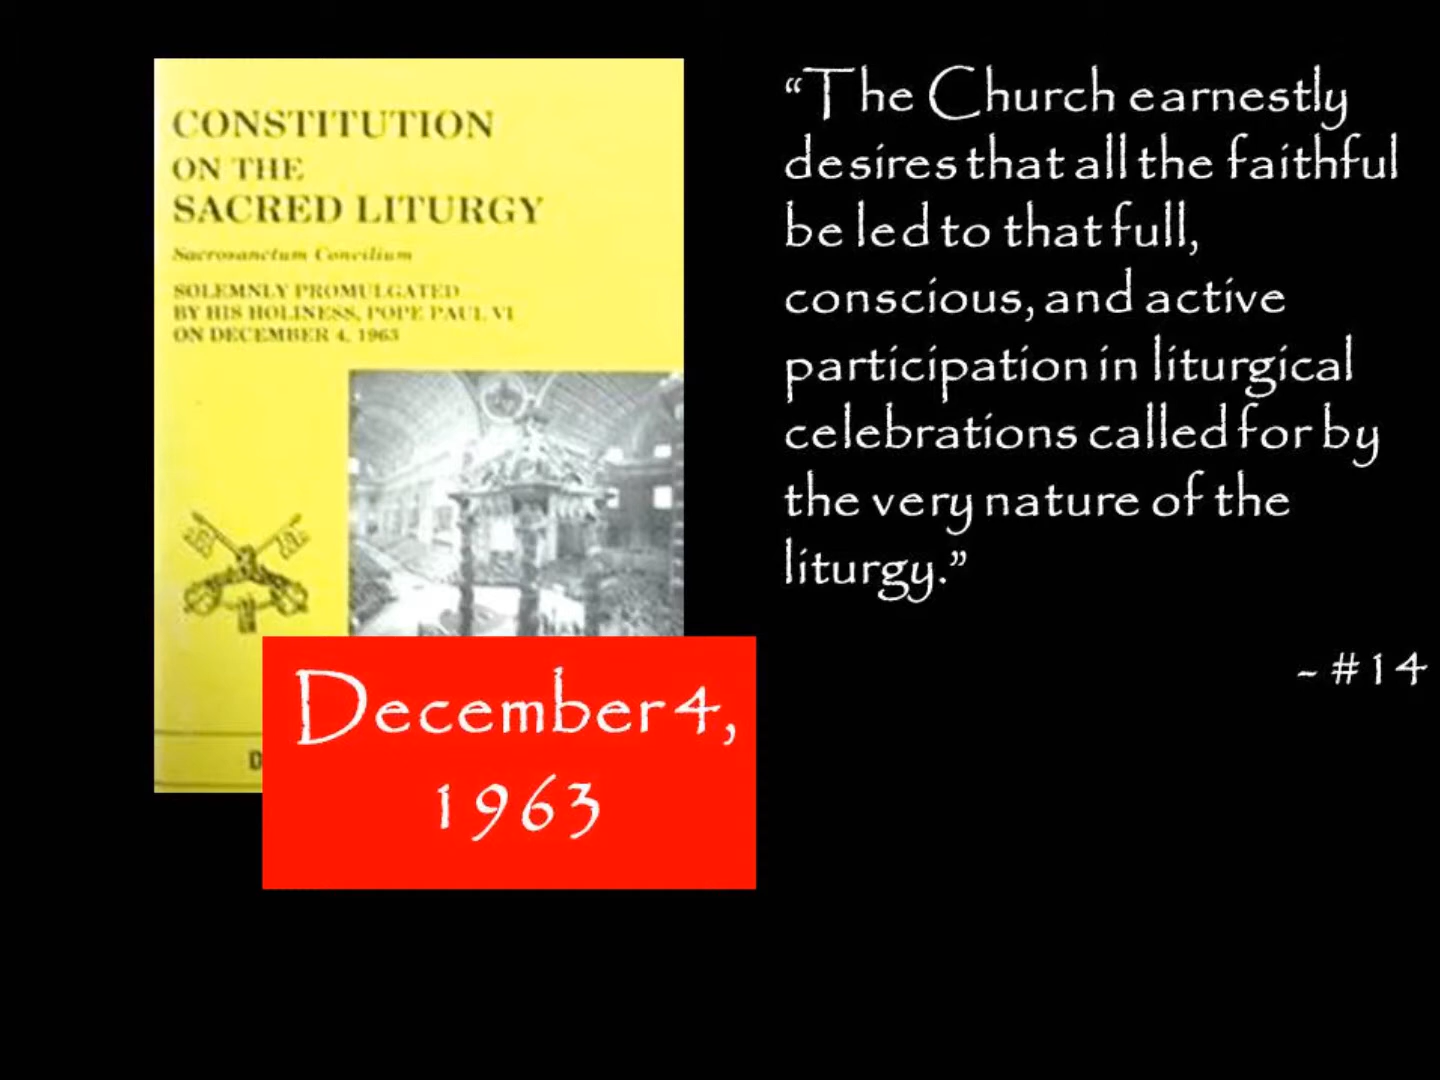 CONSTITUTION
ON THE
SACRED LITURGY
Sacrosanctum Concilium
SOLEMNLY PROMULGATED
BY HIS HOLINESS, POPE PAUL VI
ON DECEMBER 4, 1963
D
December 4,
1963
“The Church earnestly
desires that all the faithful
be led to that full,
conscious, and active
participation in liturgical
celebrations called for by
the very nature of the
liturgy.”
~ #14